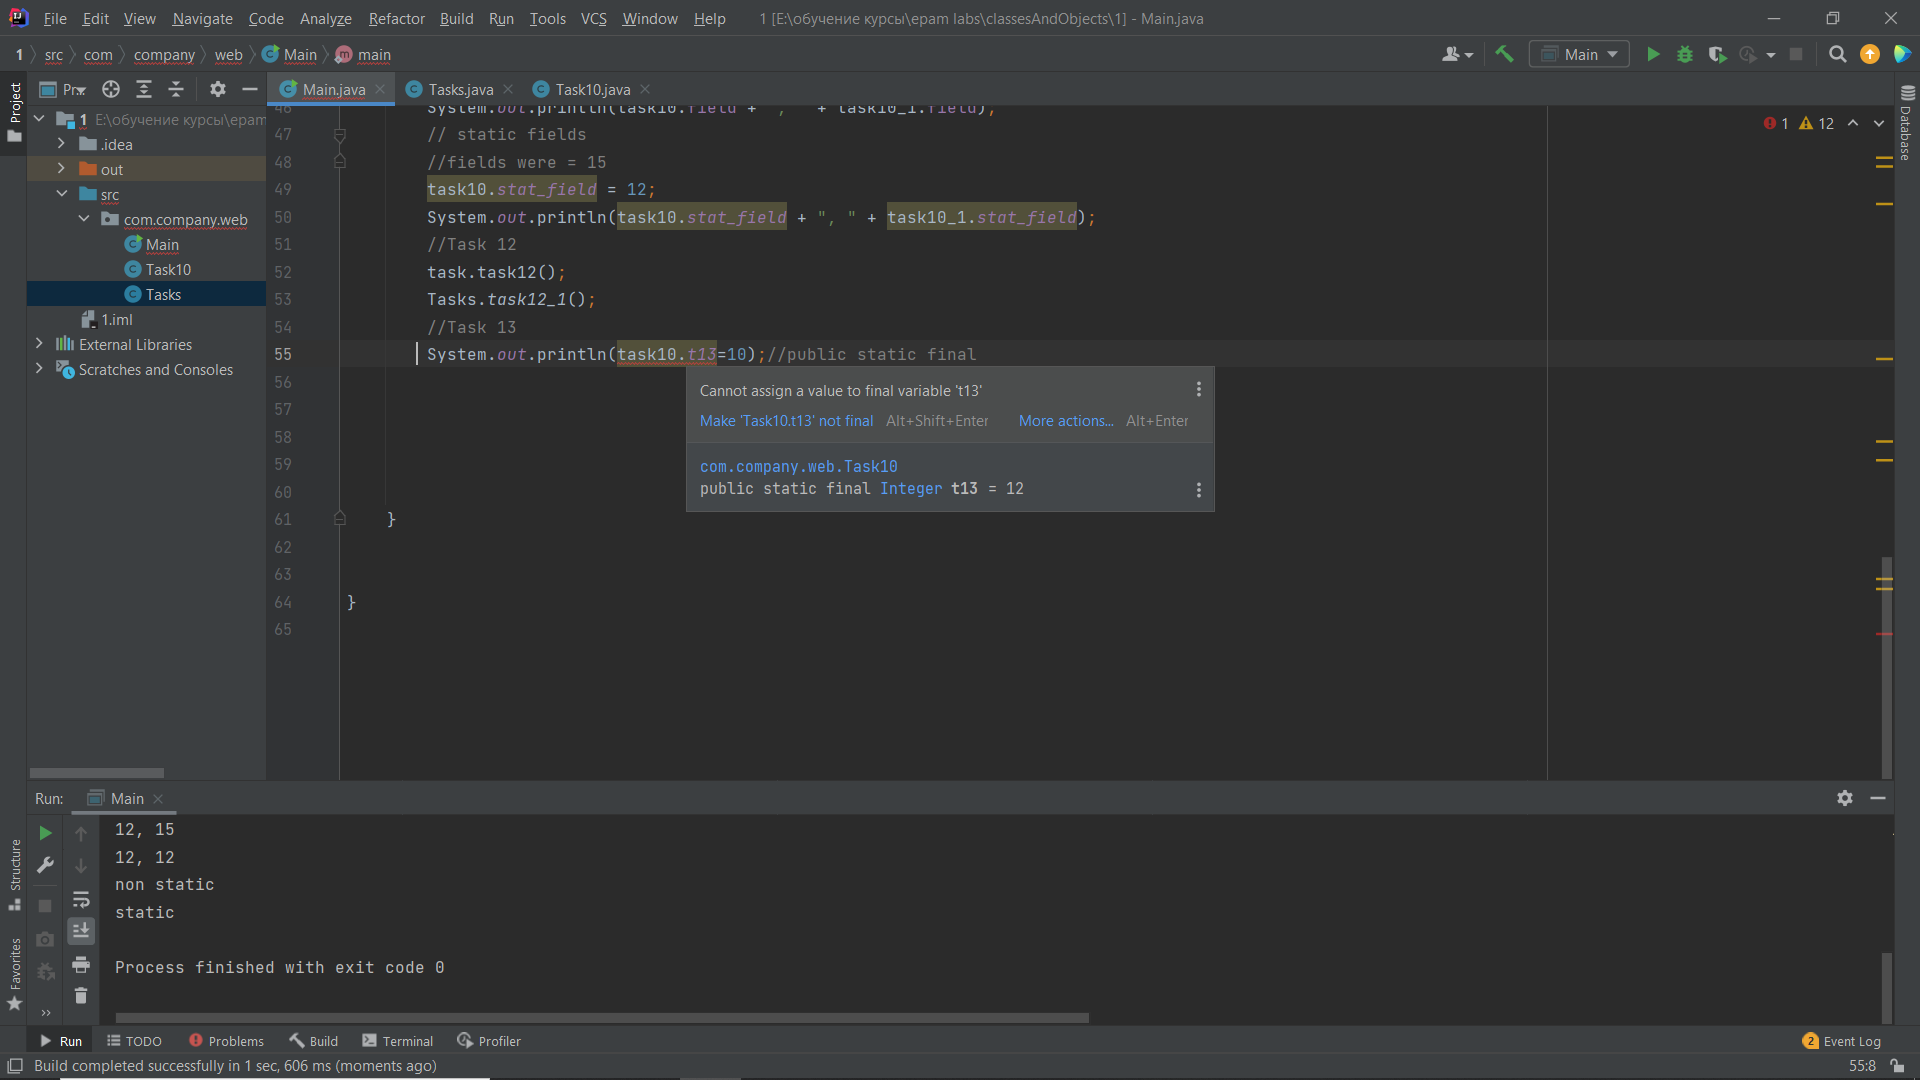 File Edit View Navigate Code Analyze Refactor Build Run Tools VCS Window Help 1 [E:\обучение курсы\epam labs\classesAndObjects\1] - Main.java
1 src com company web Main main Main
Project
Pr
Main.java Tasks.java Task10.java
1 E:\обучение курсы\epam
.idea
out
src
com.company.web
Main
Task10
Tasks
1.iml
External Libraries
Scratches and Consoles
1 12
Database
46 System.out.println(task10.field + ", " + task10_1.field);
47 // static fields
48 //fields were = 15
49 task10.stat_field = 12;
50 System.out.println(task10.stat_field + ", " + task10_1.stat_field);
51 //Task 12
52 task.task12();
53 Tasks.task12_1();
54 //Task 13
55 System.out.println(task10.t13=10);//public static final
56
57
58
59
60
61 }
62
63
64 }
65
Cannot assign a value to final variable 't13'
Make 'Task10.t13' not final Alt+Shift+Enter More actions... Alt+Enter
com.company.web.Task10
public static final Integer t13 = 12
Run: Main
12, 15
12, 12
non static
static
Process finished with exit code 0
Structure
Favorites
Run TODO Problems Build Terminal Profiler 2 Event Log
Build completed successfully in 1 sec, 606 ms (moments ago) 55:8